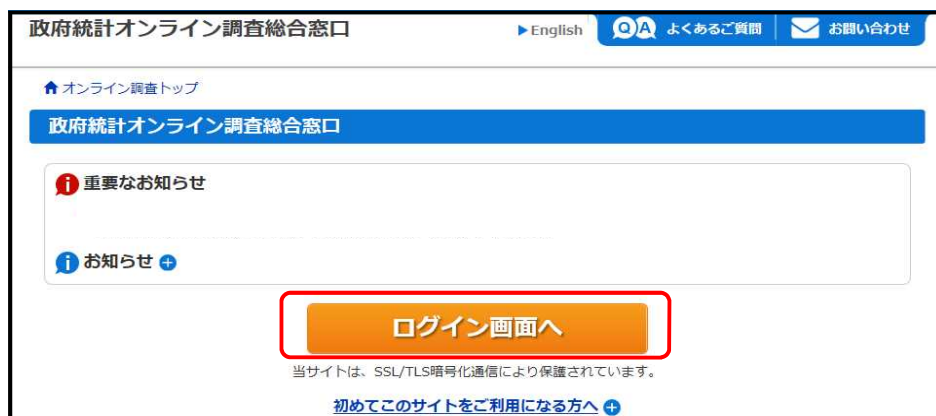 政府統計オンライン調査総合窓口
English
QA よくあるご質問
お問い合わせ
オンライン調査トップ
政府統計オンライン調査総合窓口
重要なお知らせ
お知らせ
ログイン画面へ
当サイトは、SSL/TLS暗号化通信により保護されています。
初めてこのサイトをご利用になる方へ